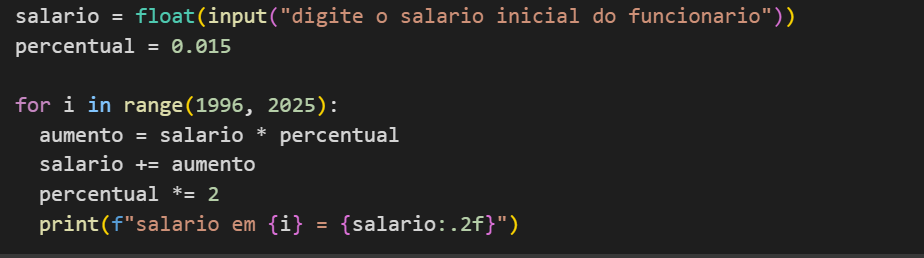 salario = float(input("digite o salario inicial do funcionario"))
percentual = 0.015

for i in range(1996, 2025):
  aumento = salario * percentual
  salario += aumento
  percentual *= 2
  print(f"salario em {i} = {salario:.2f}")